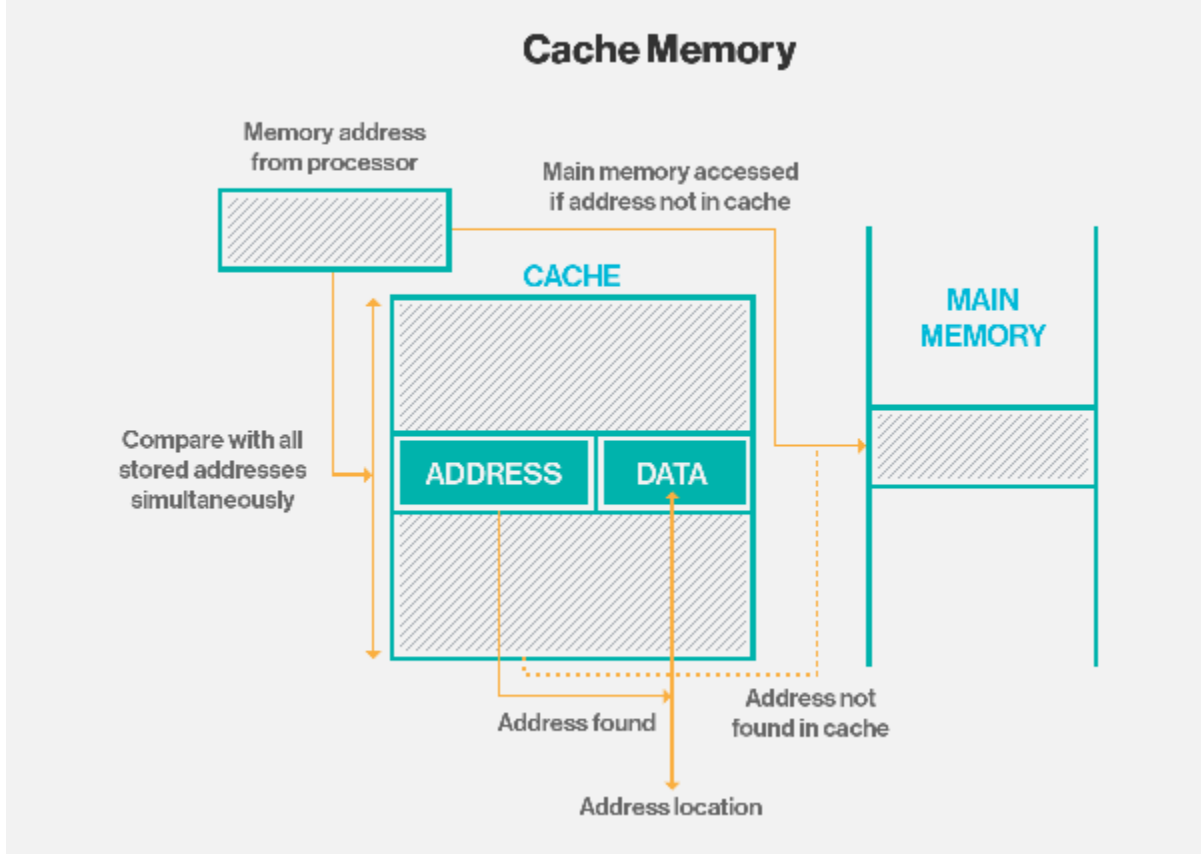 Cache Memory
Memory address
from processor
Main memory accessed
if address not in cache
CACHE
MAIN
MEMORY
Compare with all
stored addresses
simultaneously
ADDRESS
DATA
Address found
Address not
found in cache
Address location